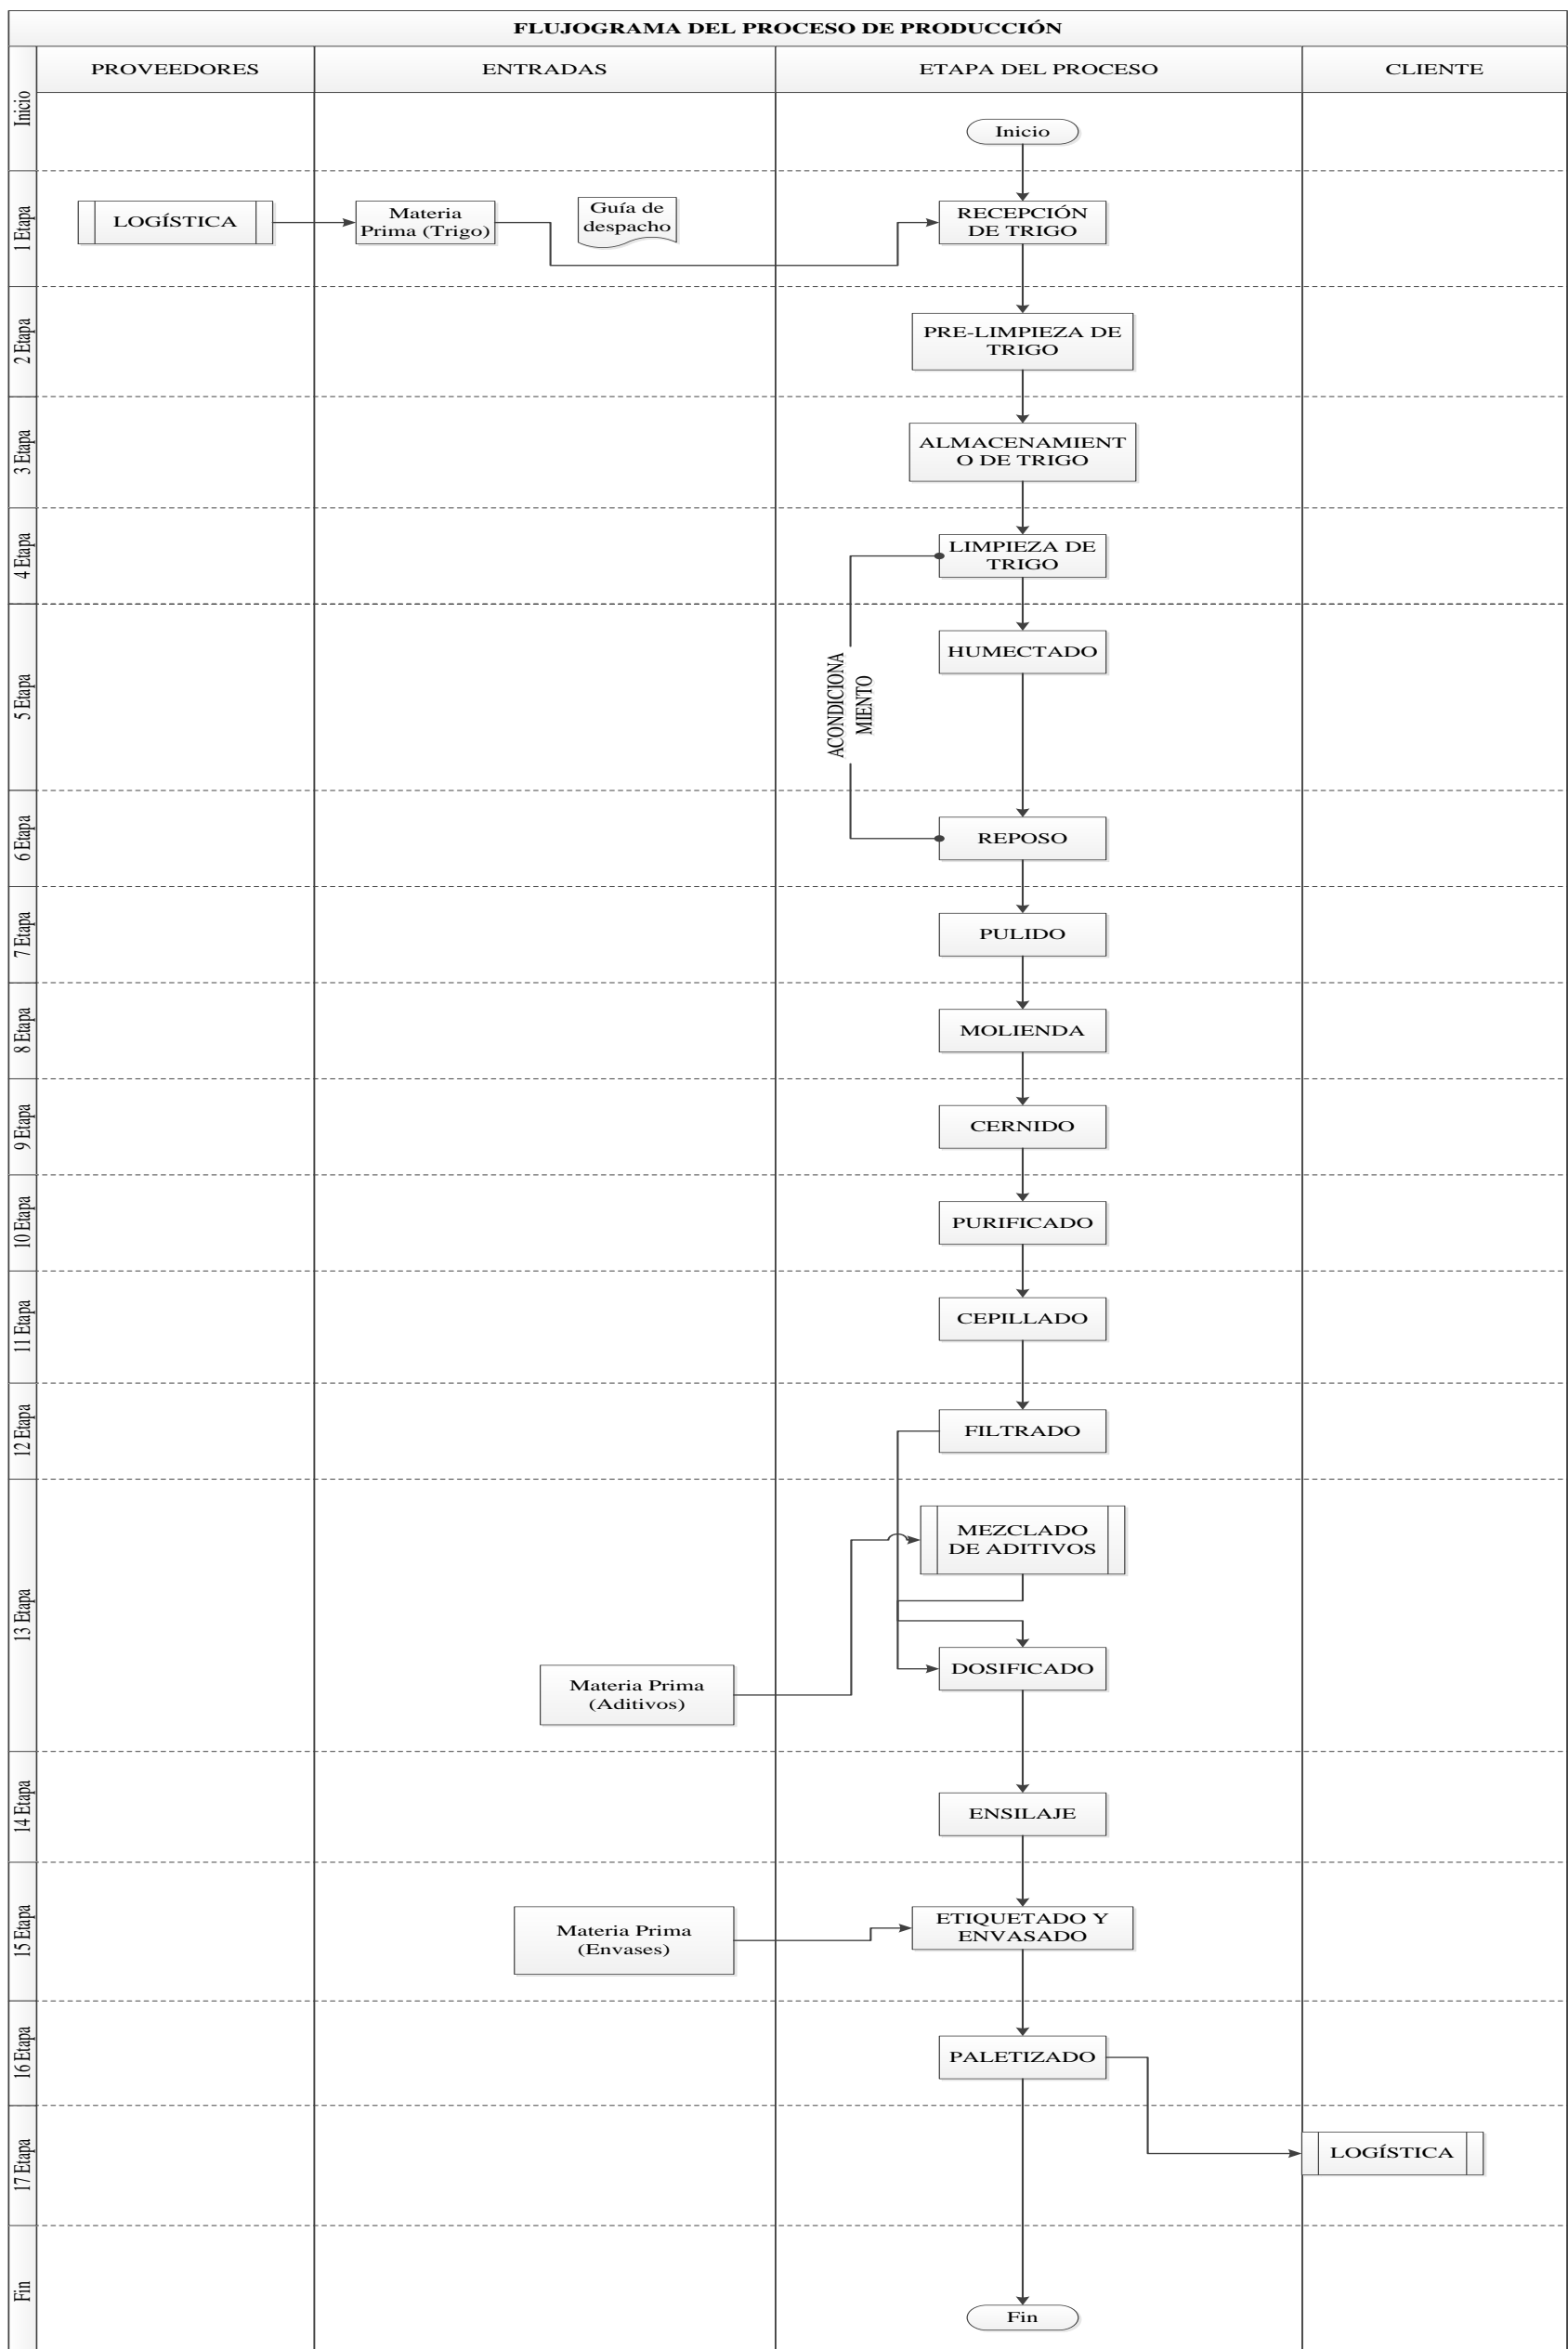 FLUJOGRAMA DEL PROCESO DE PRODUCCIÓN
PROVEEDORES
ENTRADAS
ETAPA DEL PROCESO
CLIENTE
Inicio
Inicio
1 Etapa
LOGÍSTICA
Materia
Prima (Trigo)
Guía de
despacho
RECEPCIÓN
DE TRIGO
2 Etapa
PRE-LIMPIEZA DE
TRIGO
3 Etapa
ALMACENAMIENT
O DE TRIGO
4 Etapa
LIMPIEZA DE
TRIGO
5 Etapa
ACONDICIONA
MIENTO
HUMECTADO
6 Etapa
REPOSO
7 Etapa
PULIDO
8 Etapa
MOLIENDA
9 Etapa
CERNIDO
10 Etapa
PURIFICADO
11 Etapa
CEPILLADO
12 Etapa
FILTRADO
13 Etapa
MEZCLADO
DE ADITIVOS
Materia Prima
(Aditivos)
DOSIFICADO
14 Etapa
ENSILAJE
15 Etapa
Materia Prima
(Envases)
ETIQUETADO Y
ENVASADO
16 Etapa
PALETIZADO
17 Etapa
LOGÍSTICA
Fin
Fin